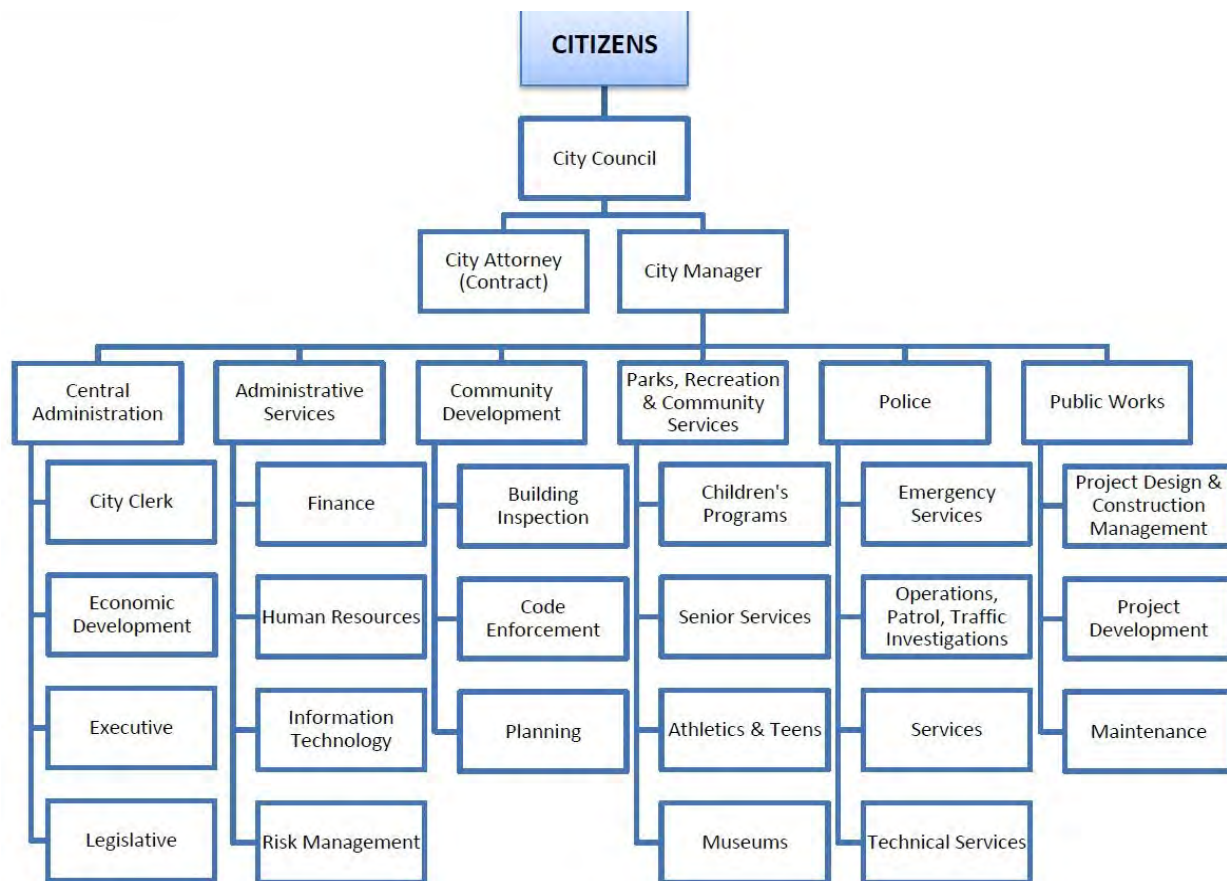 CITIZENS
City Council
City Attorney
(Contract)
City Manager
Central
Administration
Administrative
Services
Community
Development
Parks, Recreation
& Community
Services
Police
Public Works
City Clerk
Economic
Development
Executive
Legislative
Finance
Human Resources
Information
Technology
Risk Management
Building
Inspection
Code
Enforcement
Planning
Children's
Programs
Senior Services
Athletics & Teens
Museums
Emergency
Services
Operations,
Patrol, Traffic
Investigations
Services
Technical Services
Project Design &
Construction
Management
Project
Development
Maintenance